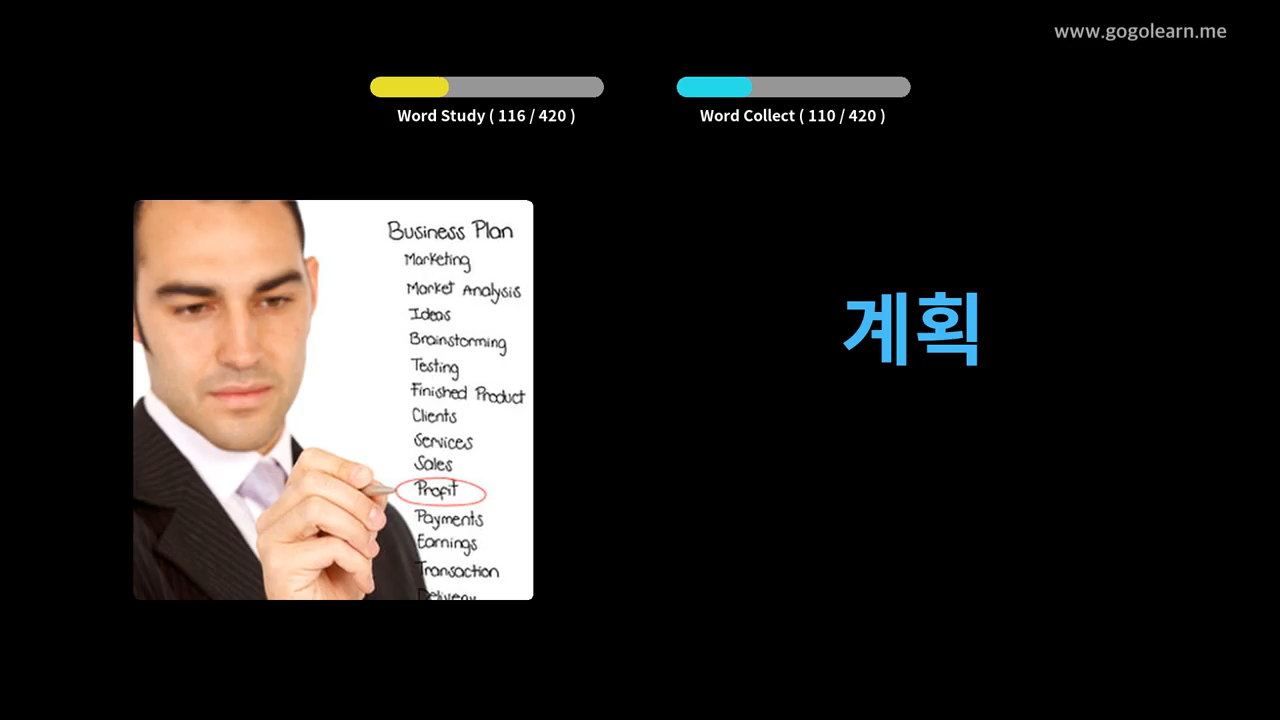 www.gogolearn.me
Word Study ( 116 / 420 )
Word Collect ( 110 / 420 )
Business Plan
Marketing
Market Analysis
Ideas
Brainstorming
Testing
Finished Product
Clients
Services
Sales
Profit
Payments
Earnings
Transaction
Delivery
계획